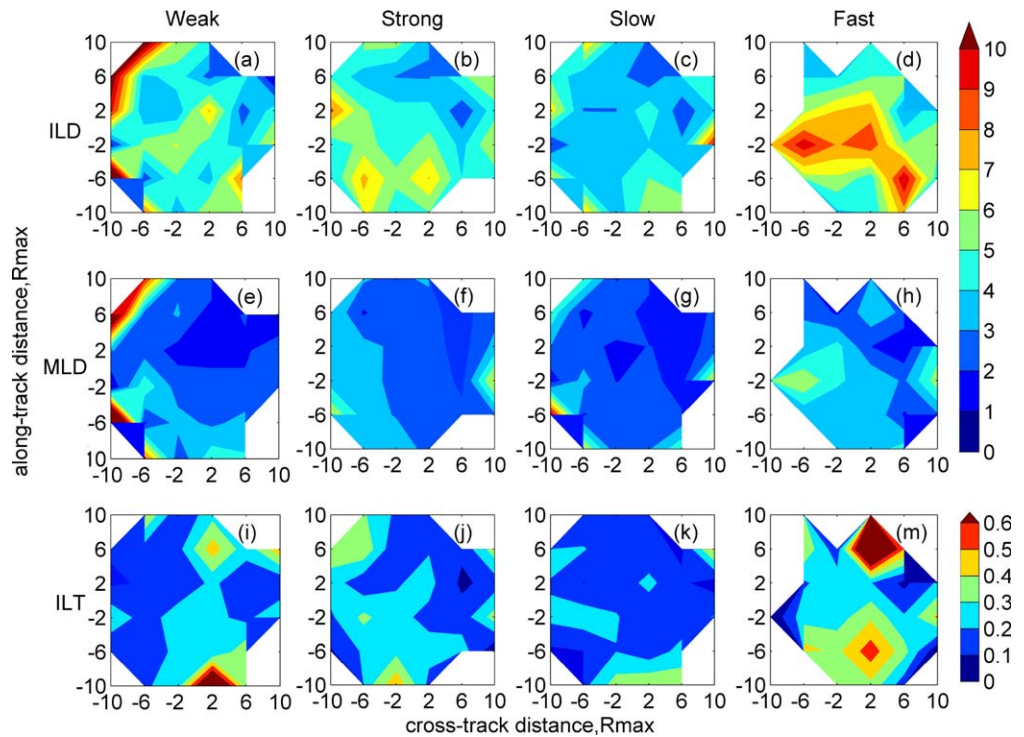 Weak Strong Slow Fast
10 (a) 10 (b) 10 (c) 10 (d) 10
6 6 6 6 9
ILD 2 2 2 2 8
-2 -2 -2 -2 7
-6 -6 -6 -6 6
-10 -10 -10 -10 5
-10 -6 -2 2 6 10 -10 -6 -2 2 6 10 -10 -6 -2 2 6 10 -10 -6 -2 2 6 10
along-track distance,Rmax
10 (e) 10 (f) 10 (g) 10 (h) 4
6 6 6 6 3
MLD 2 2 2 2 2
-2 -2 -2 -2 1
-6 -6 -6 -6 0
10 -10 -10 -10
-10 -6 -2 2 6 10 -10 -6 -2 2 6 10 -10 -6 -2 2 6 10 -10 -6 -2 2 6 10
10 (i) 10 (j) 10 (k) 10 (m) 0.6
6 6 6 6 0.5
ILT 2 2 2 2 0.4
-2 -2 -2 -2 0.3
-6 -6 -6 -6 0.2
0.1
-10 -10 -10 -10 0
-10 -6 -2 2 6 10 -10 -6 -2 2 6 10 -10 -6 -2 2 6 10 -10 -6 -2 2 6 10
cross-track distance,Rmax